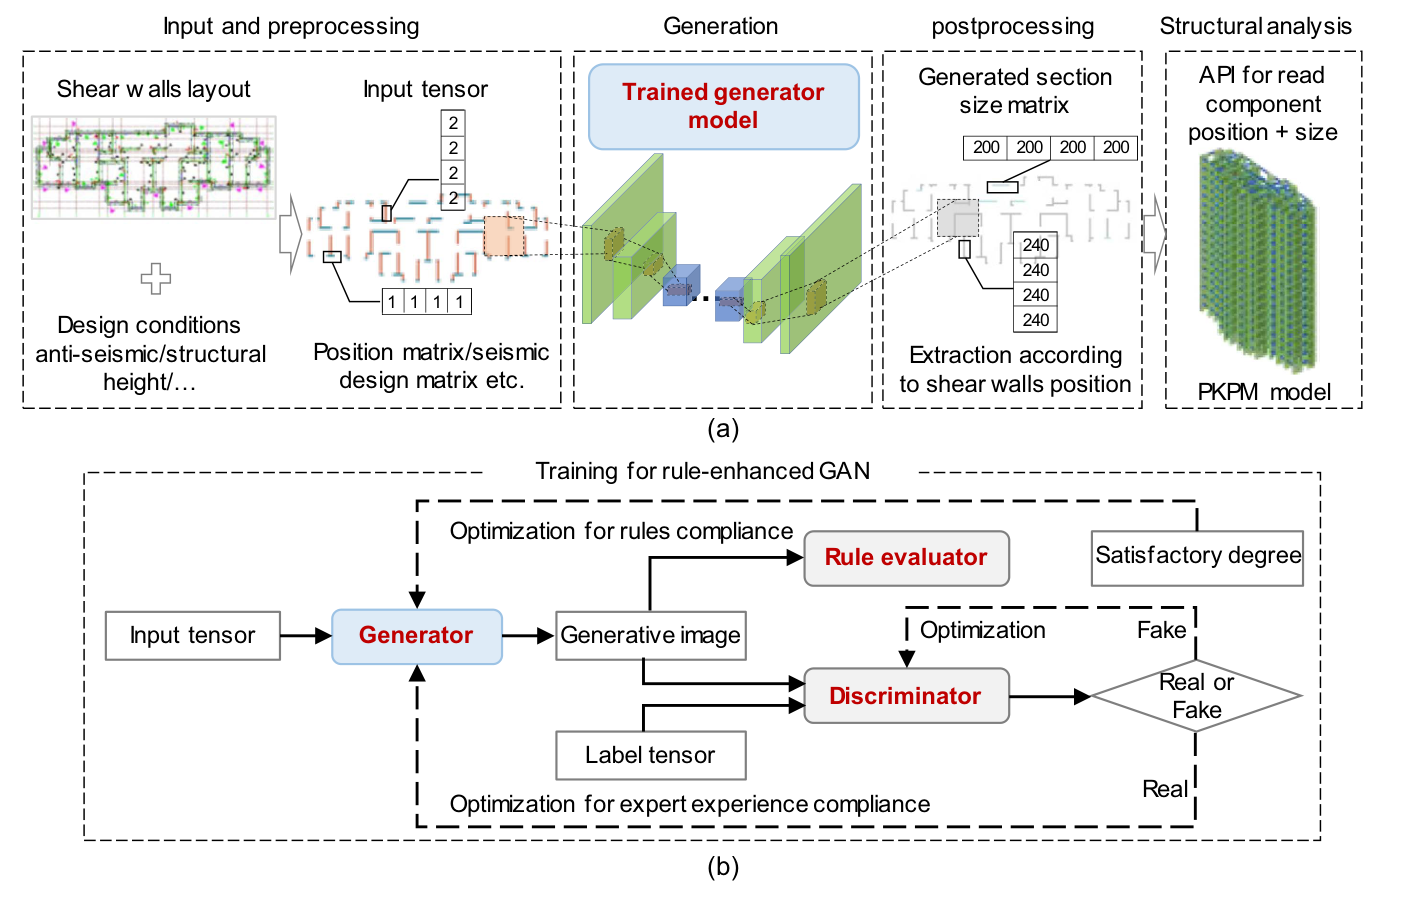 Input and preprocessing
Generation
postprocessing
Structural analysis
Shear walls layout
Input tensor
2
2
2
2
1 1 1 1
Design conditions
anti-seismic/structural
height/...
Position matrix/seismic
design matrix etc.
Trained generator
model
...
Generated section
size matrix
200 200 200 200
240
240
240
240
Extraction according
to shear walls position
API for read
component
position + size
PKPM model
(a)
Training for rule-enhanced GAN
Optimization for rules compliance
Rule evaluator
Satisfactory degree
Input tensor
Generator
Generative image
Optimization
Fake
Discriminator
Real or
Fake
Label tensor
Real
Optimization for expert experience compliance
(b)